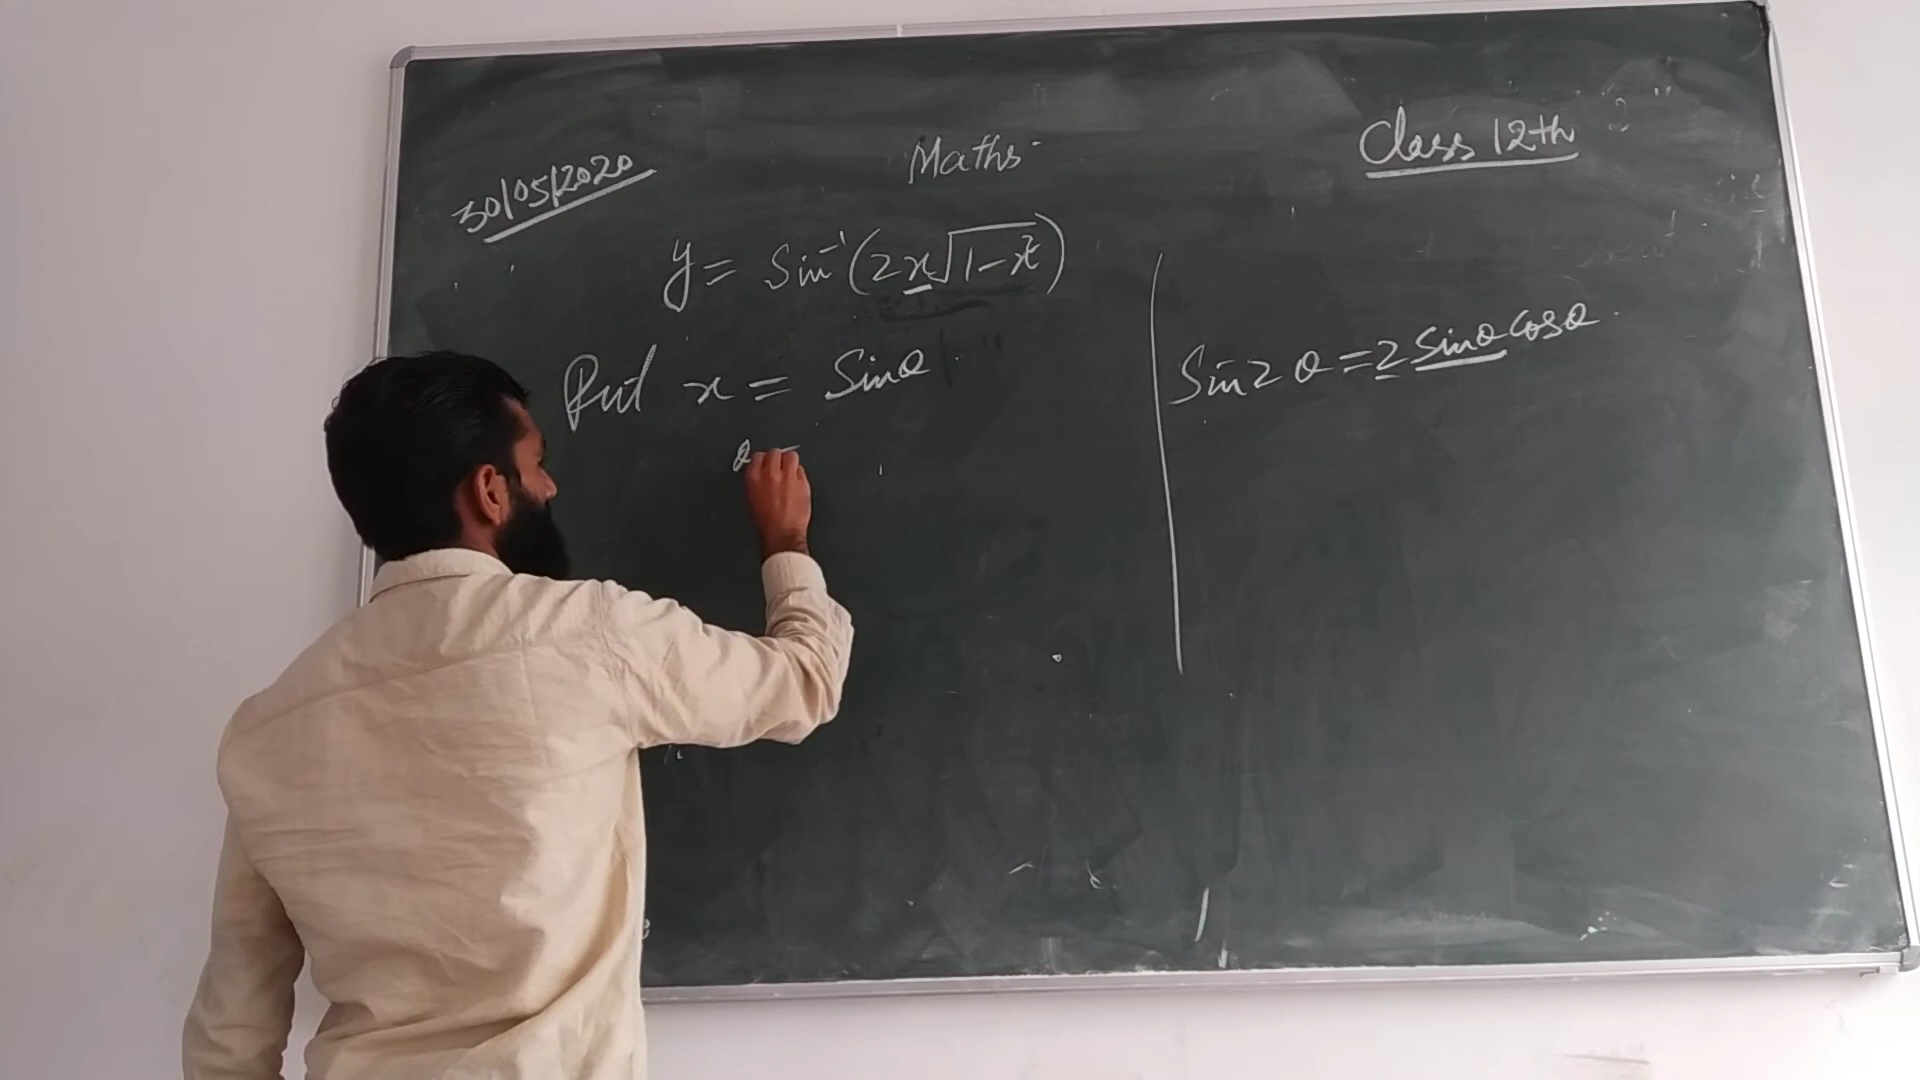 30/05/2020 Maths Class 12th
y = Sin⁻¹(2x√1-x²)
Put x = Sinθ
θ =
Sin2θ = 2 Sinθ Cosθ